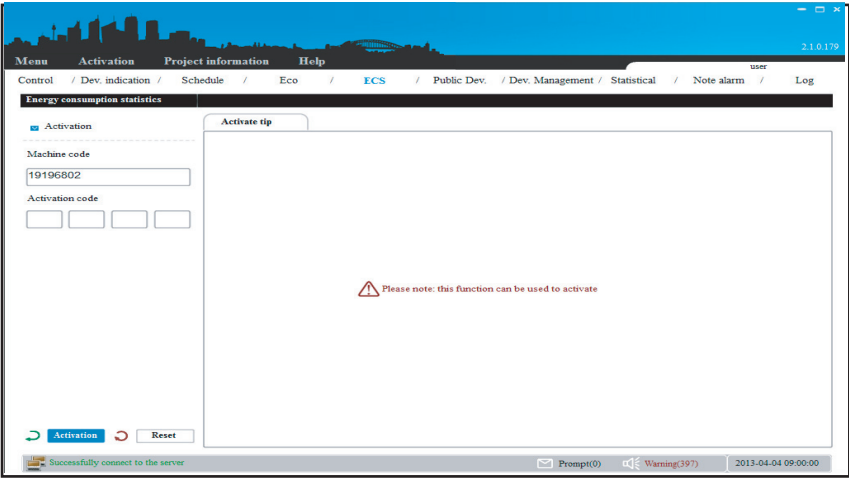 2.1.0.179
Menu Activation Project information Help
user
Control / Dev. indication / Schedule / Eco / ECS / Public Dev. / Dev. Management / Statistical / Note alarm / Log
Energy consumption statistics
Activation
Activate tip
Machine code
19196802
Activation code
Please note: this function can be used to activate
Activation Reset
Successfully connect to the server Prompt(0) Warning(397) 2013-04-04 09:00:00